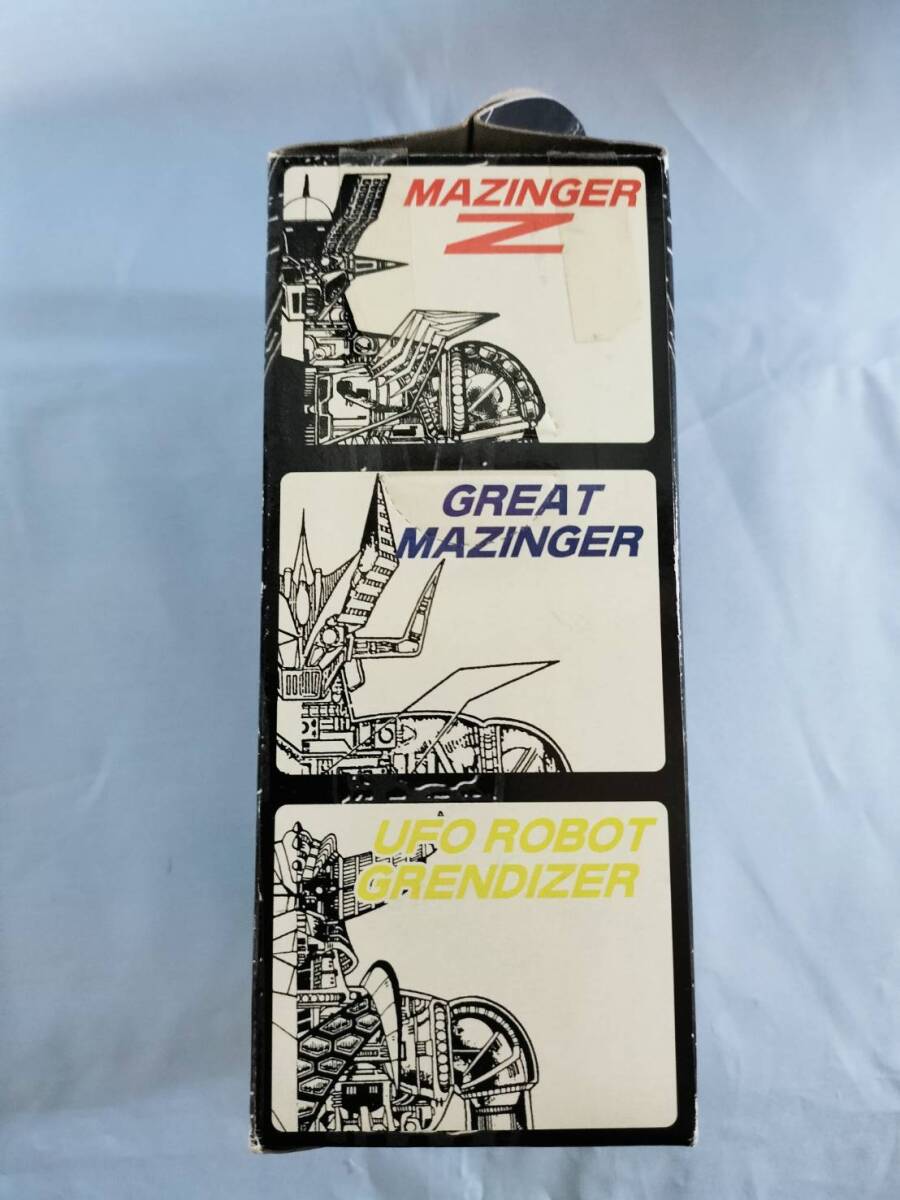 MAZINGER
Z
GREAT
MAZINGER
UFO ROBOT
GRENDIZER